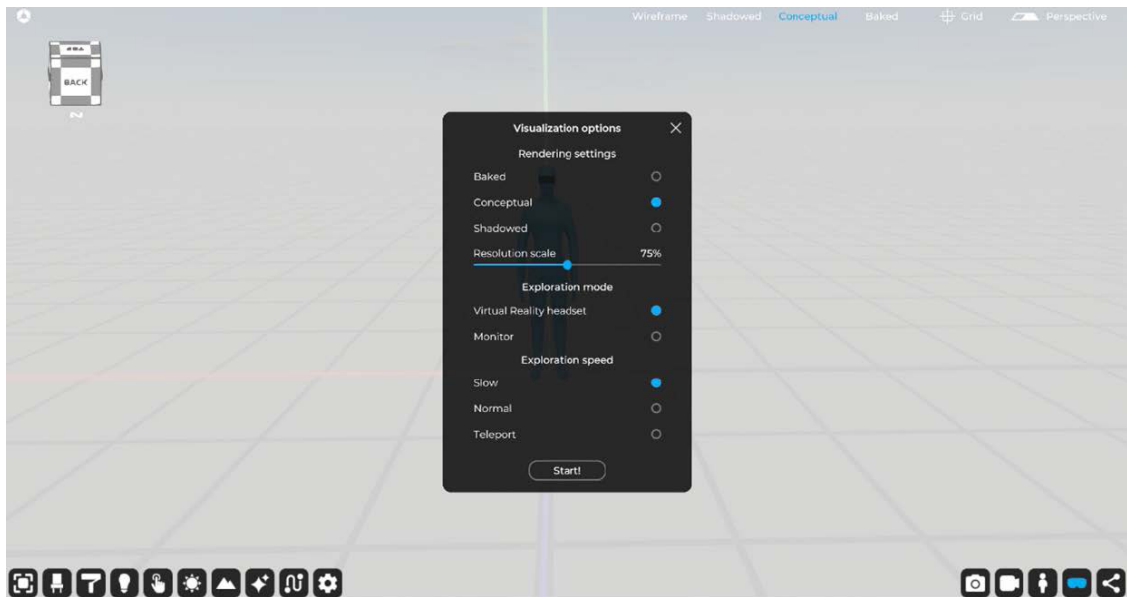 Wireframe Shadowed Conceptual Baked Grid Perspective
BACK
Visualization options
Rendering settings
Baked
Conceptual
Shadowed
Resolution scale 75%
Exploration mode
Virtual Reality headset
Monitor
Exploration speed
Slow
Normal
Teleport
Start!